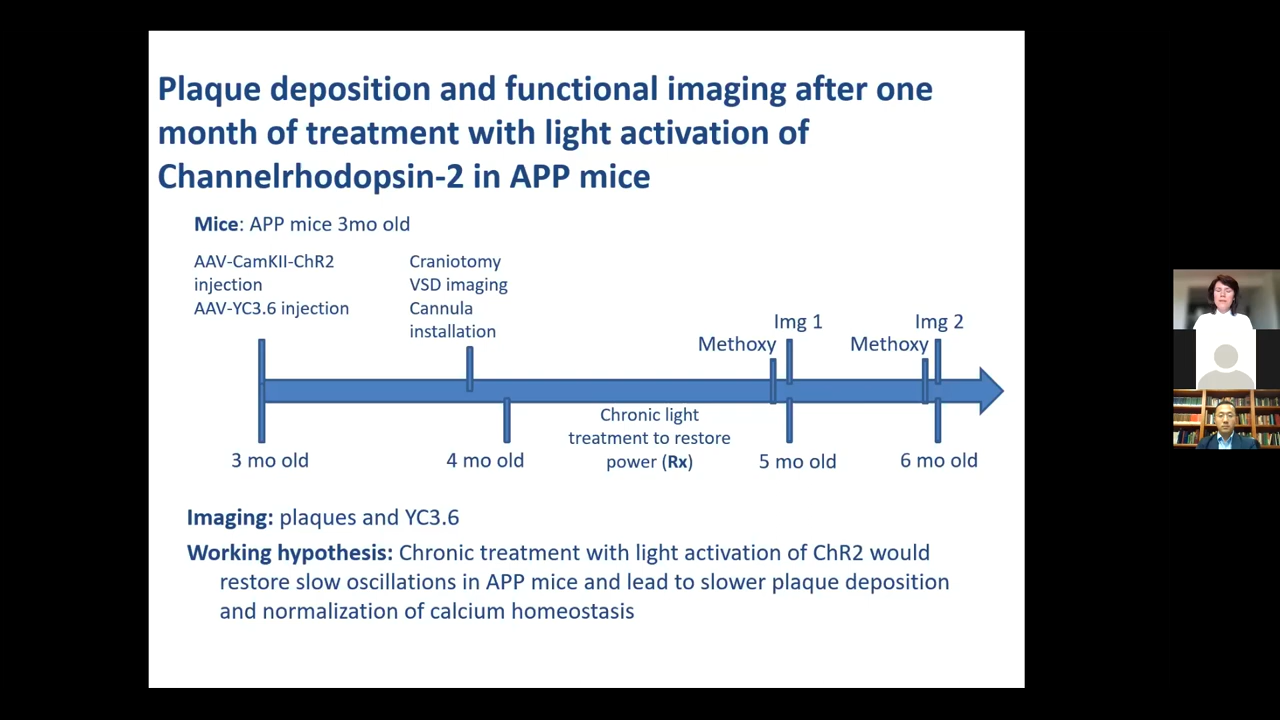 Plaque deposition and functional imaging after one
month of treatment with light activation of
Channelrhodopsin-2 in APP mice
Mice: APP mice 3mo old
AAV-CamKII-ChR2
injection
AAV-YC3.6 injection
Craniotomy
VSD imaging
Cannula
installation
Img 1
Methoxy
Img 2
Methoxy
Chronic light
treatment to restore
power (Rx)
3 mo old
4 mo old
5 mo old
6 mo old
Imaging: plaques and YC3.6
Working hypothesis: Chronic treatment with light activation of ChR2 would
restore slow oscillations in APP mice and lead to slower plaque deposition
and normalization of calcium homeostasis